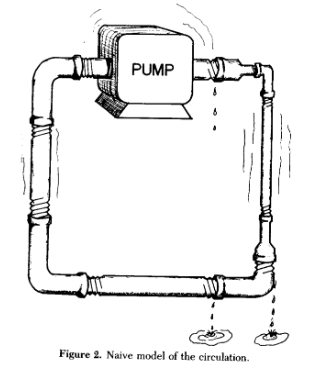 PUMP
Figure 2. Naive model of the circulation.